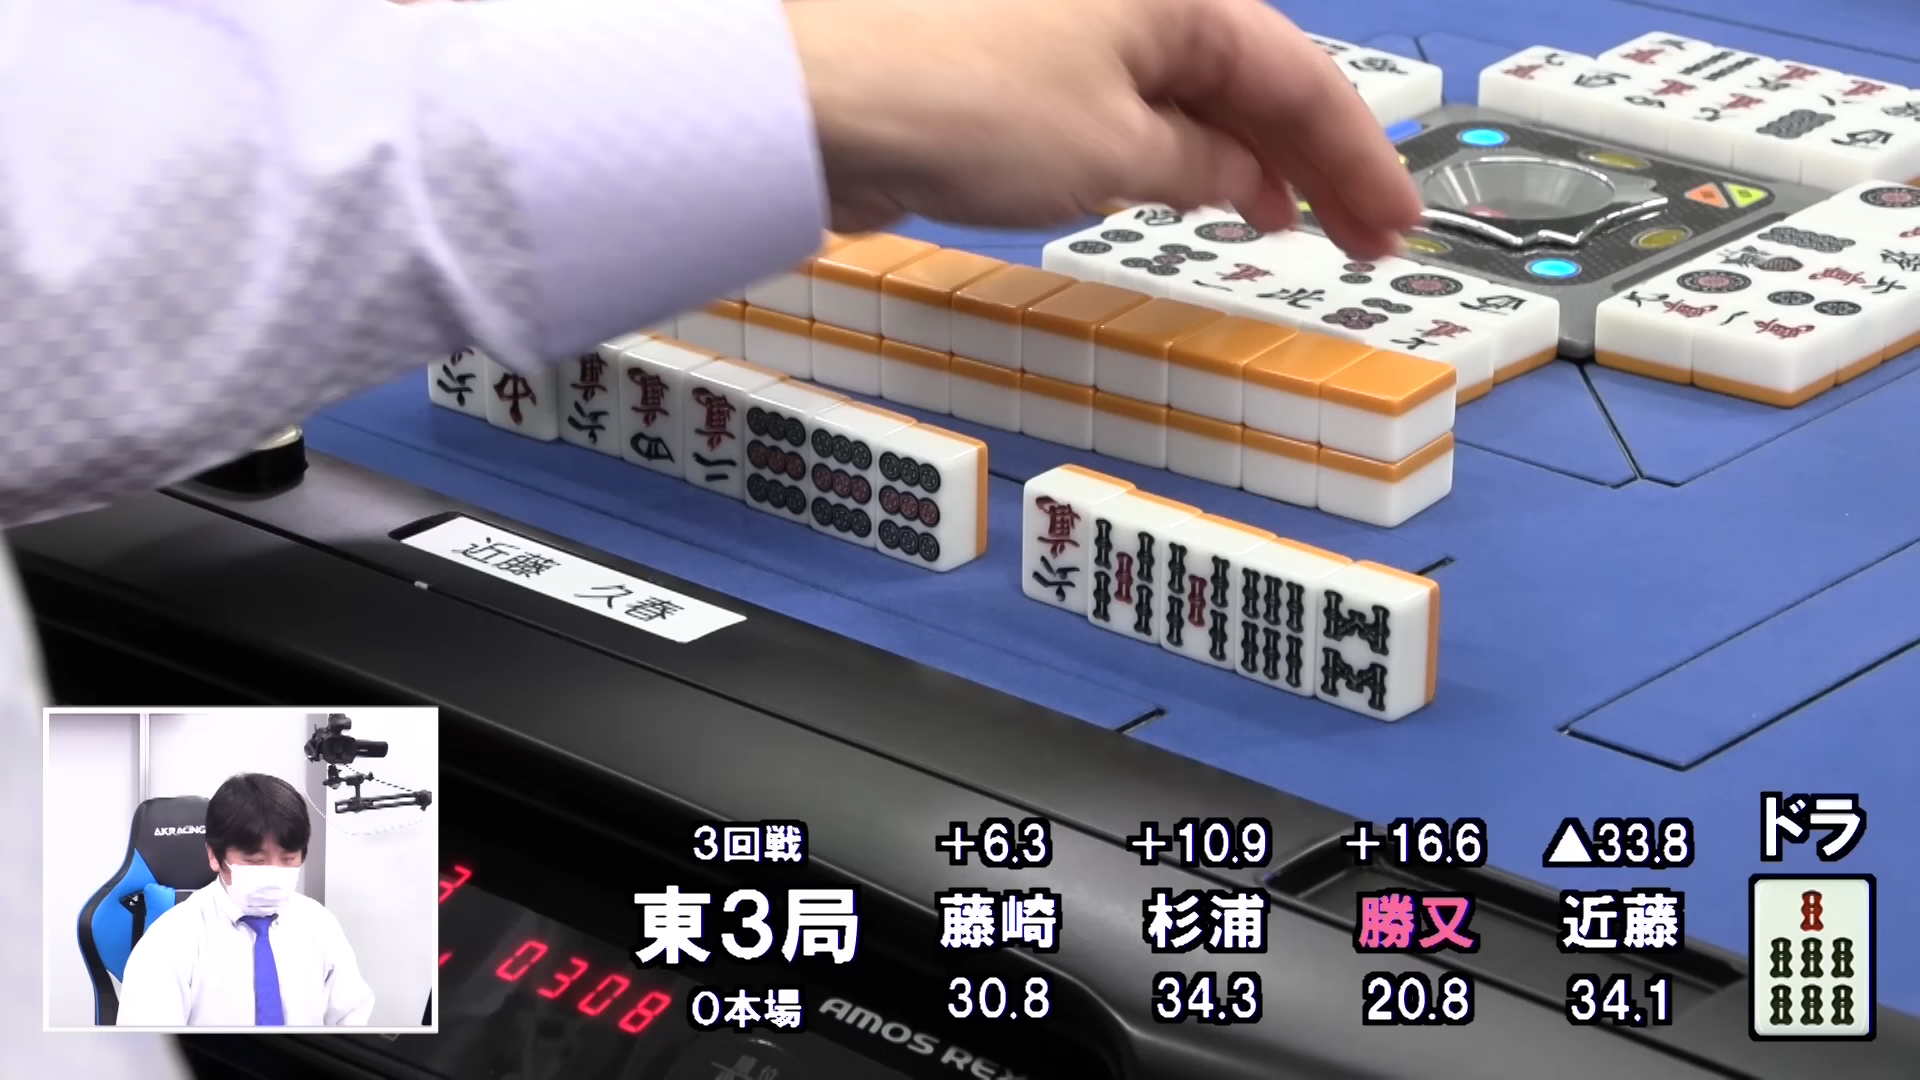 近藤 久春
AKRACING
0308
AMOS REX
3回戦
東3局
0本場
+6.3
藤崎
30.8
+10.9
杉浦
34.3
+16.6
勝又
20.8
▲33.8
近藤
34.1
ドラ